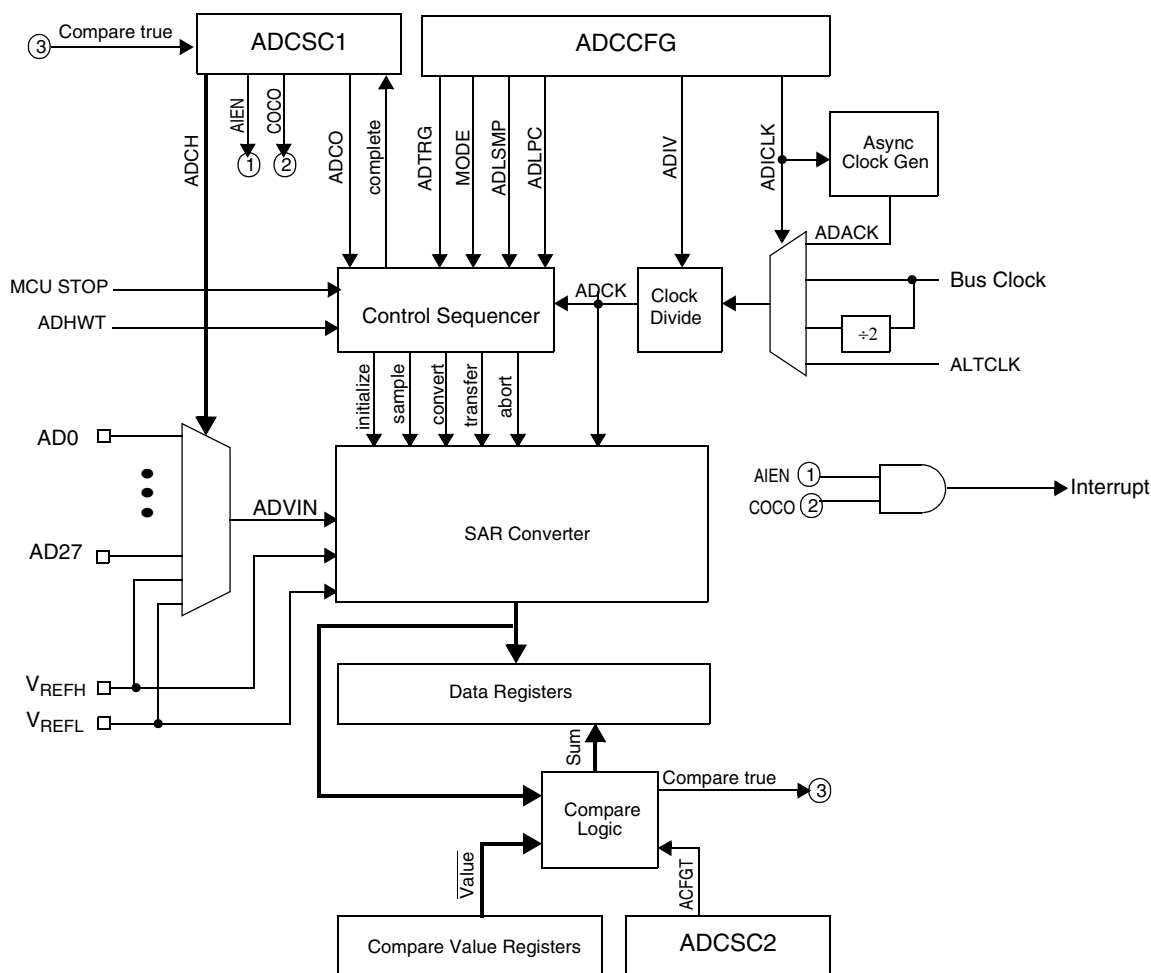 3
Compare true
ADCSC1
ADCCFG
ADCH
AIEN
COCO
ADCO
complete
ADTRG
MODE
ADLSMP
ADLPC
ADIV
ADICLK
Async
Clock Gen
1
2
ADACK
MCU STOP
ADHWT
Control Sequencer
ADCK
Clock
Divide
Bus Clock
÷2
ALTCLK
initialize
sample
convert
transfer
abort
AD0
AD27
ADVIN
SAR Converter
AIEN 1
COCO 2
Interrupt
VREFH
VREFL
Data Registers
Sum
Compare
Logic
Compare true
3
Value
ACFGT
Compare Value Registers
ADCSC2